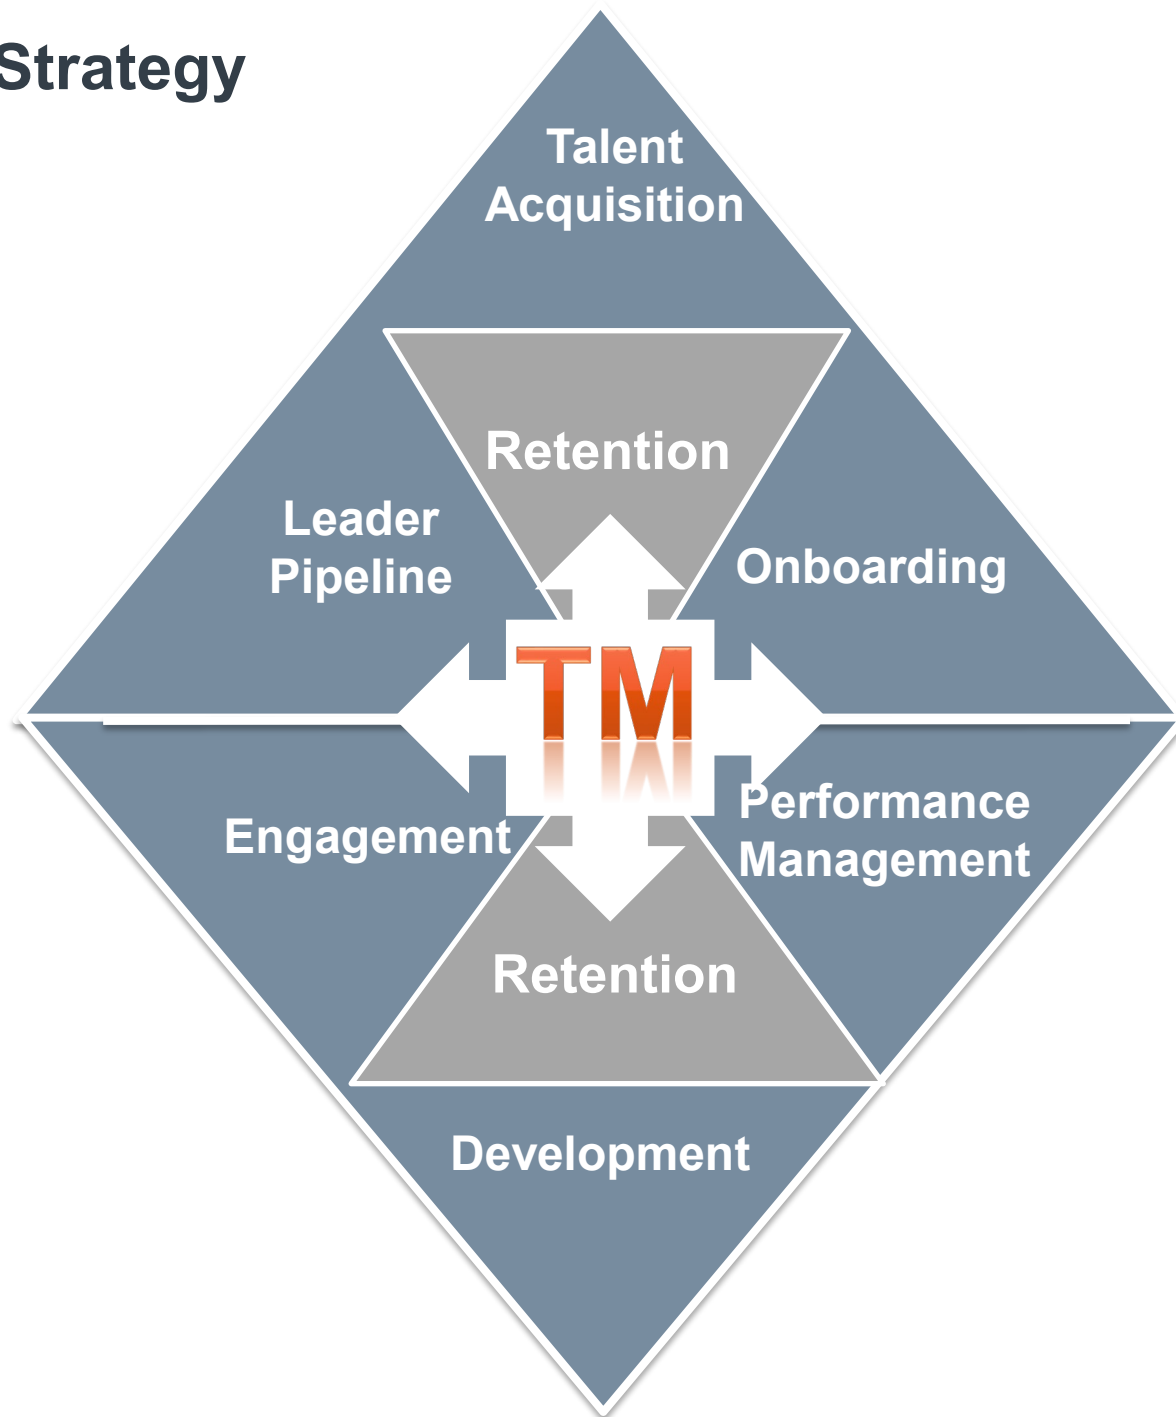 Strategy
Talent
Acquisition
Retention
Leader
Pipeline
Onboarding
TM
Performance
Management
Engagement
Retention
Development